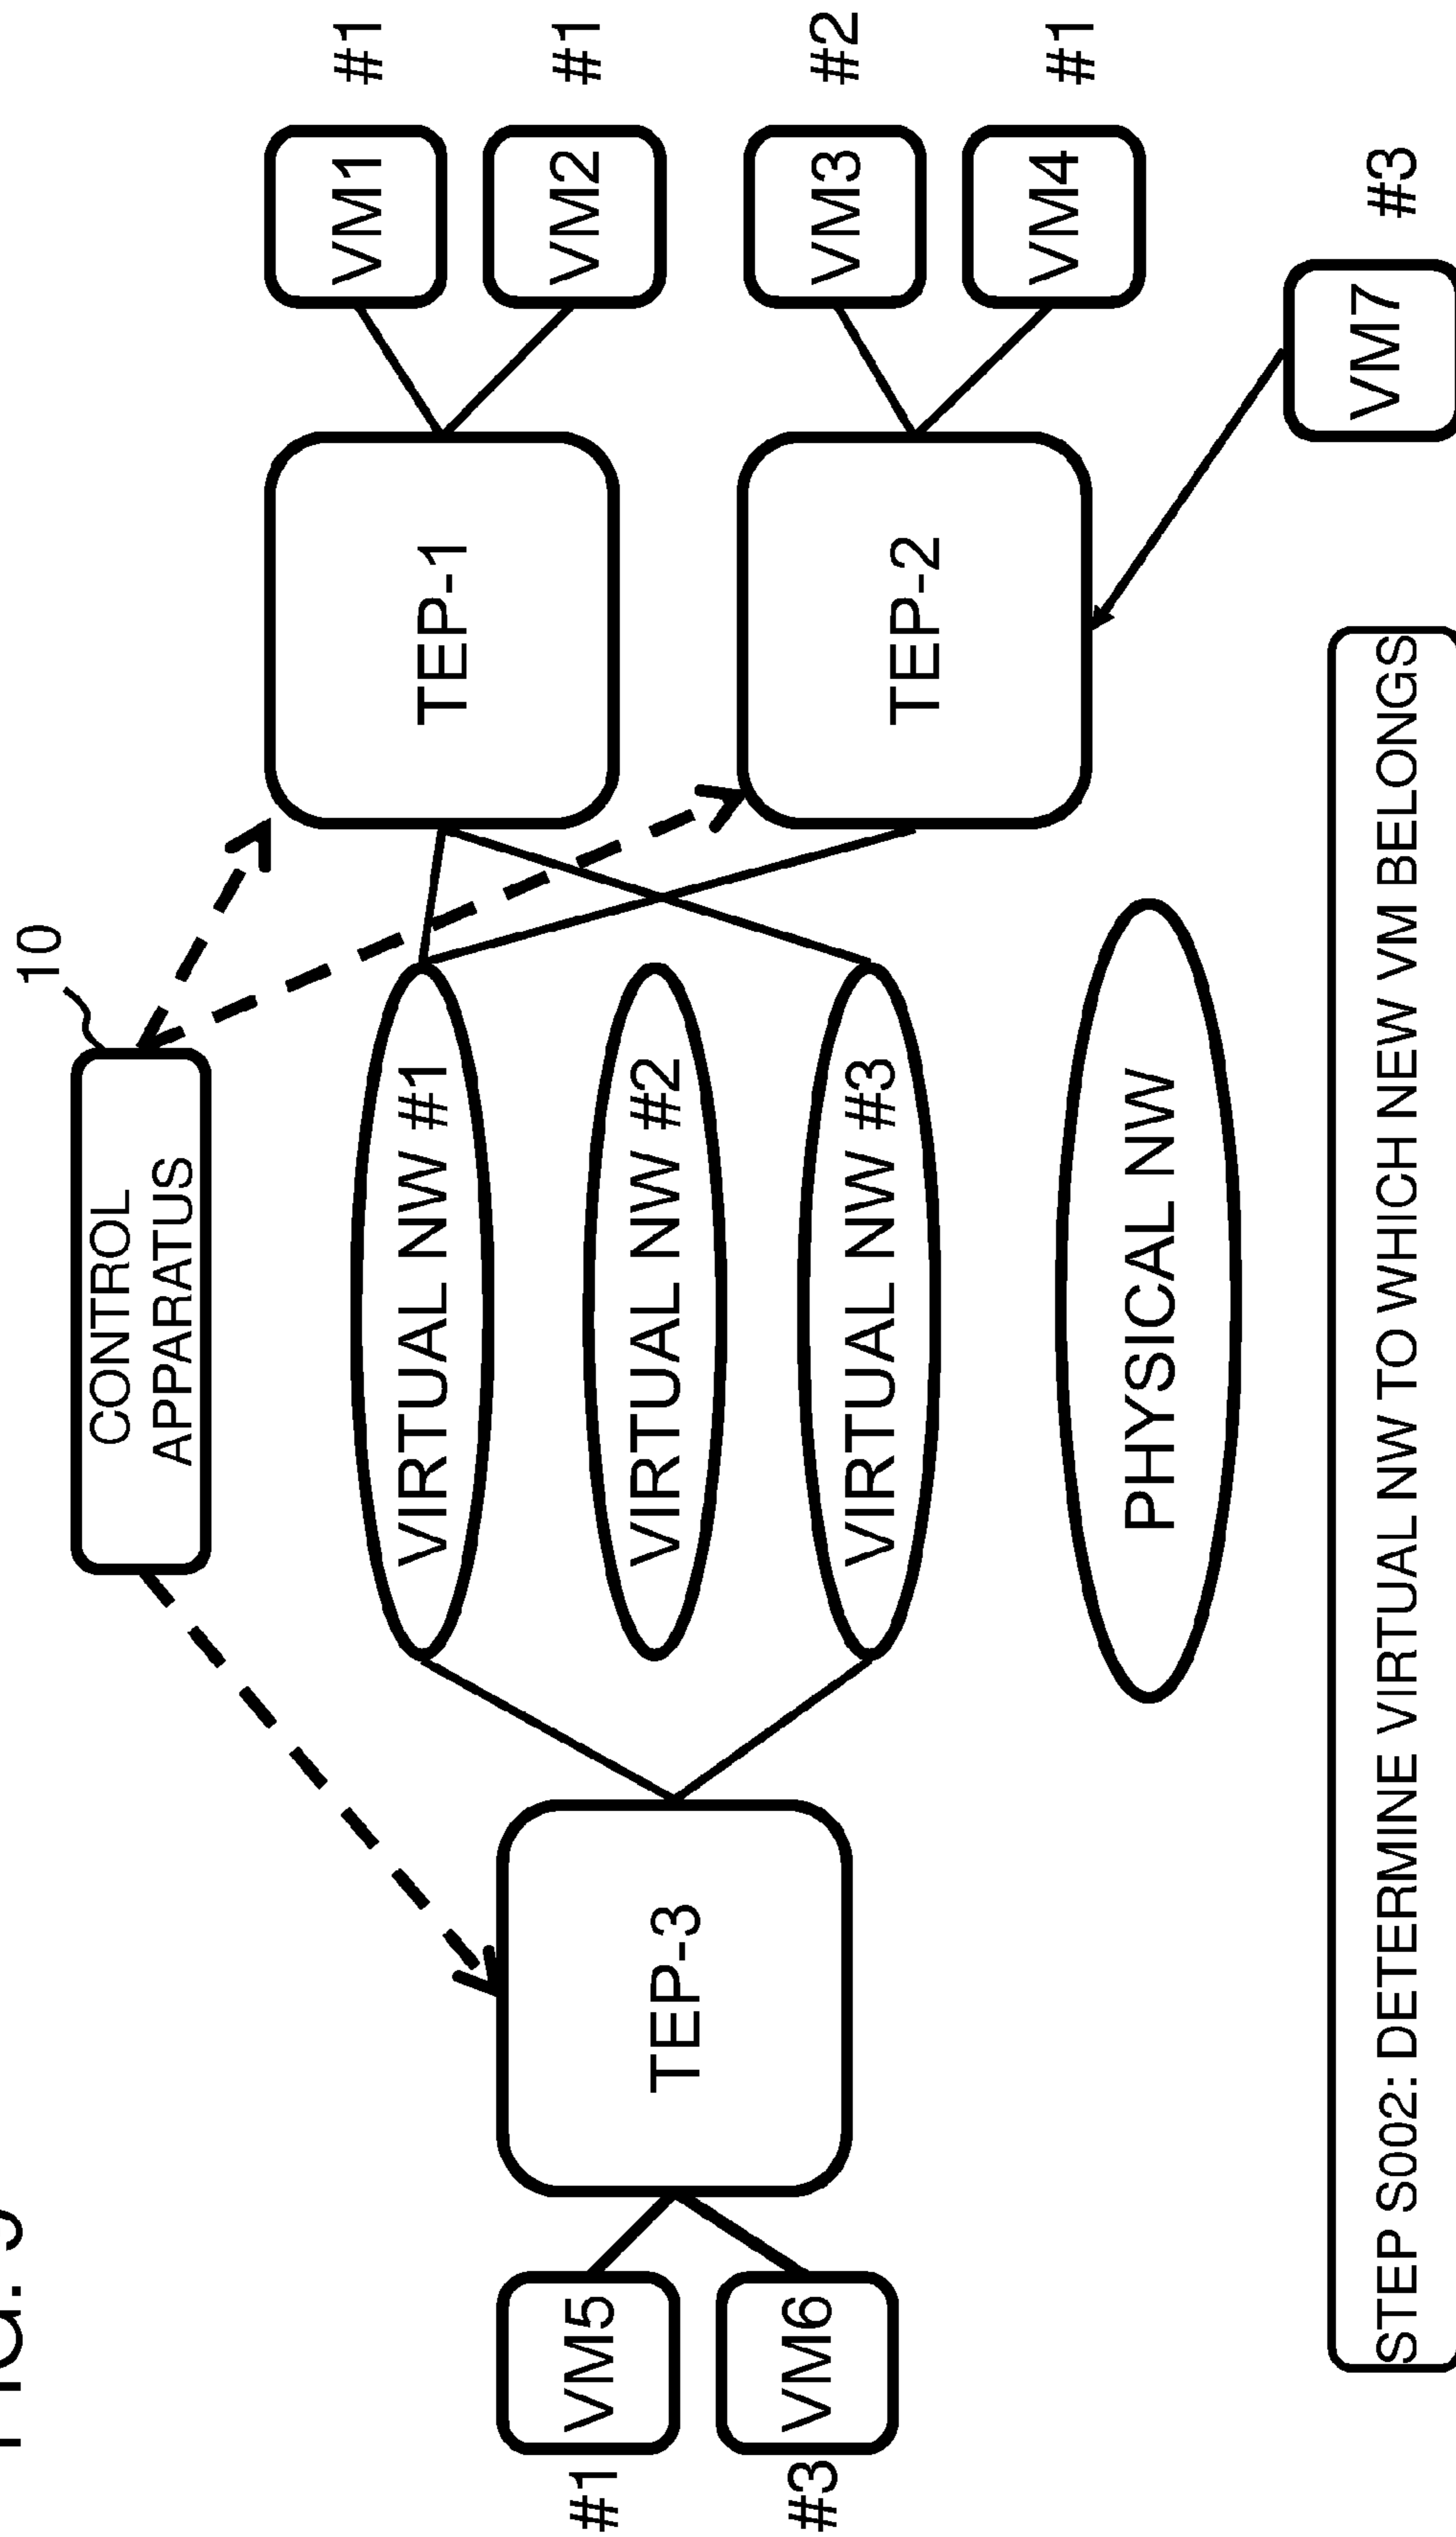 10
CONTROL
APPARATUS
#1
VM5
#3
VM6
TEP-3
VIRTUAL NW #1
VIRTUAL NW #2
VIRTUAL NW #3
PHYSICAL NW
TEP-1
TEP-2
VM1
#1
VM2
#1
VM3
#2
VM4
#1
VM7
#3
STEP S002: DETERMINE VIRTUAL NW TO WHICH NEW VM BELONGS